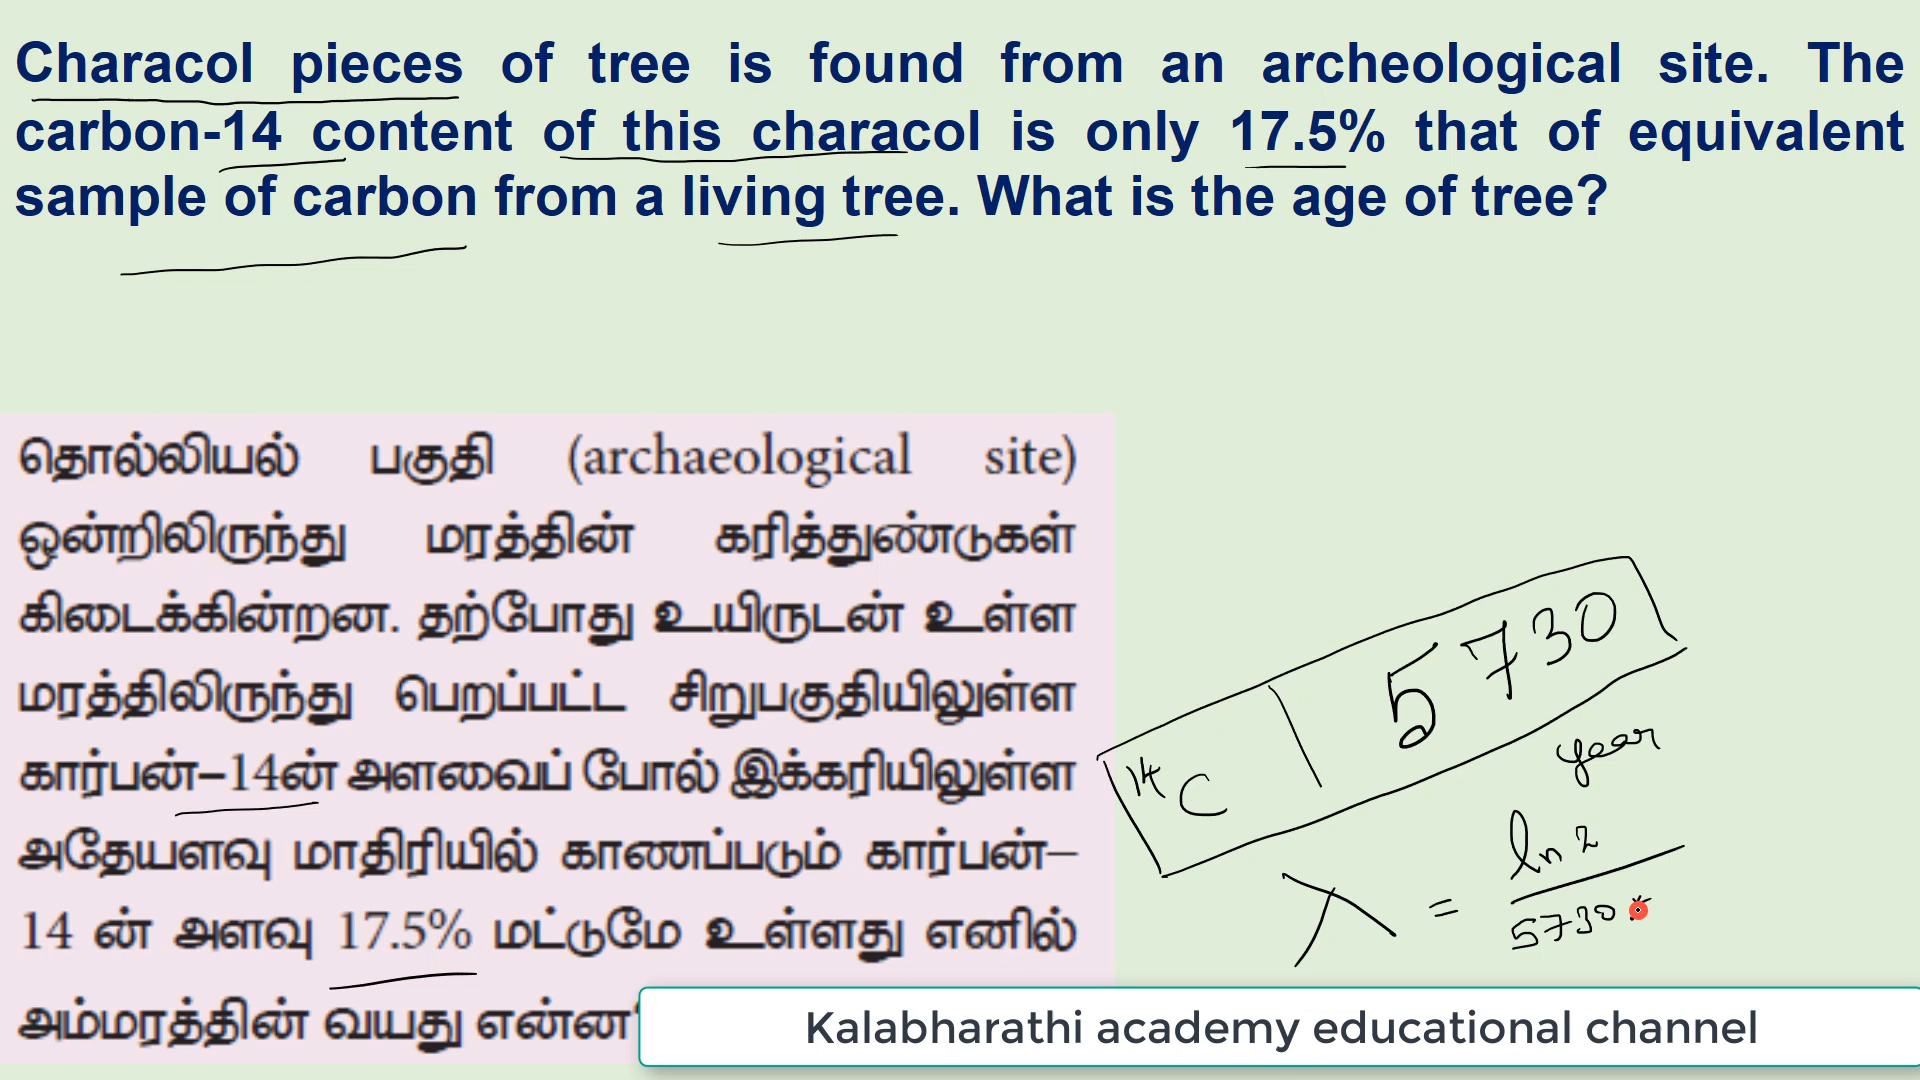 Characol pieces of tree is found from an archeological site. The
carbon-14 content of this characol is only 17.5% that of equivalent
sample of carbon from a living tree. What is the age of tree?
தொல்லியல் பகுதி (archaeological site)
ஒன்றிலிருந்து மரத்தின் கரித்துண்டுகள்
கிடைக்கின்றன. தற்போது உயிருடன் உள்ள
மரத்திலிருந்து பெறப்பட்ட சிறுபகுதியிலுள்ள
கார்பன்–14ன் அளவைப் போல் இக்கரியிலுள்ள
அதேயளவு மாதிரியில் காணப்படும் கார்பன்–
14 ன் அளவு 17.5% மட்டுமே உள்ளது எனில்
அம்மரத்தின் வயது என்ன
14 C 5730
year
λ = ln 2
5730
Kalabharathi academy educational channel